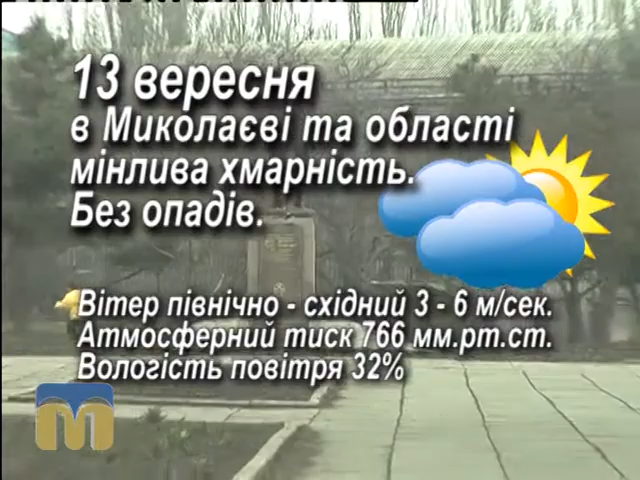 13 вересня
в Миколаєві та області
мінлива хмарність.
Без опадів.
Вітер північно - східний 3 - 6 м/сек.
Атмосферний тиск 766 мм.рт.ст.
Вологість повітря 32%
М